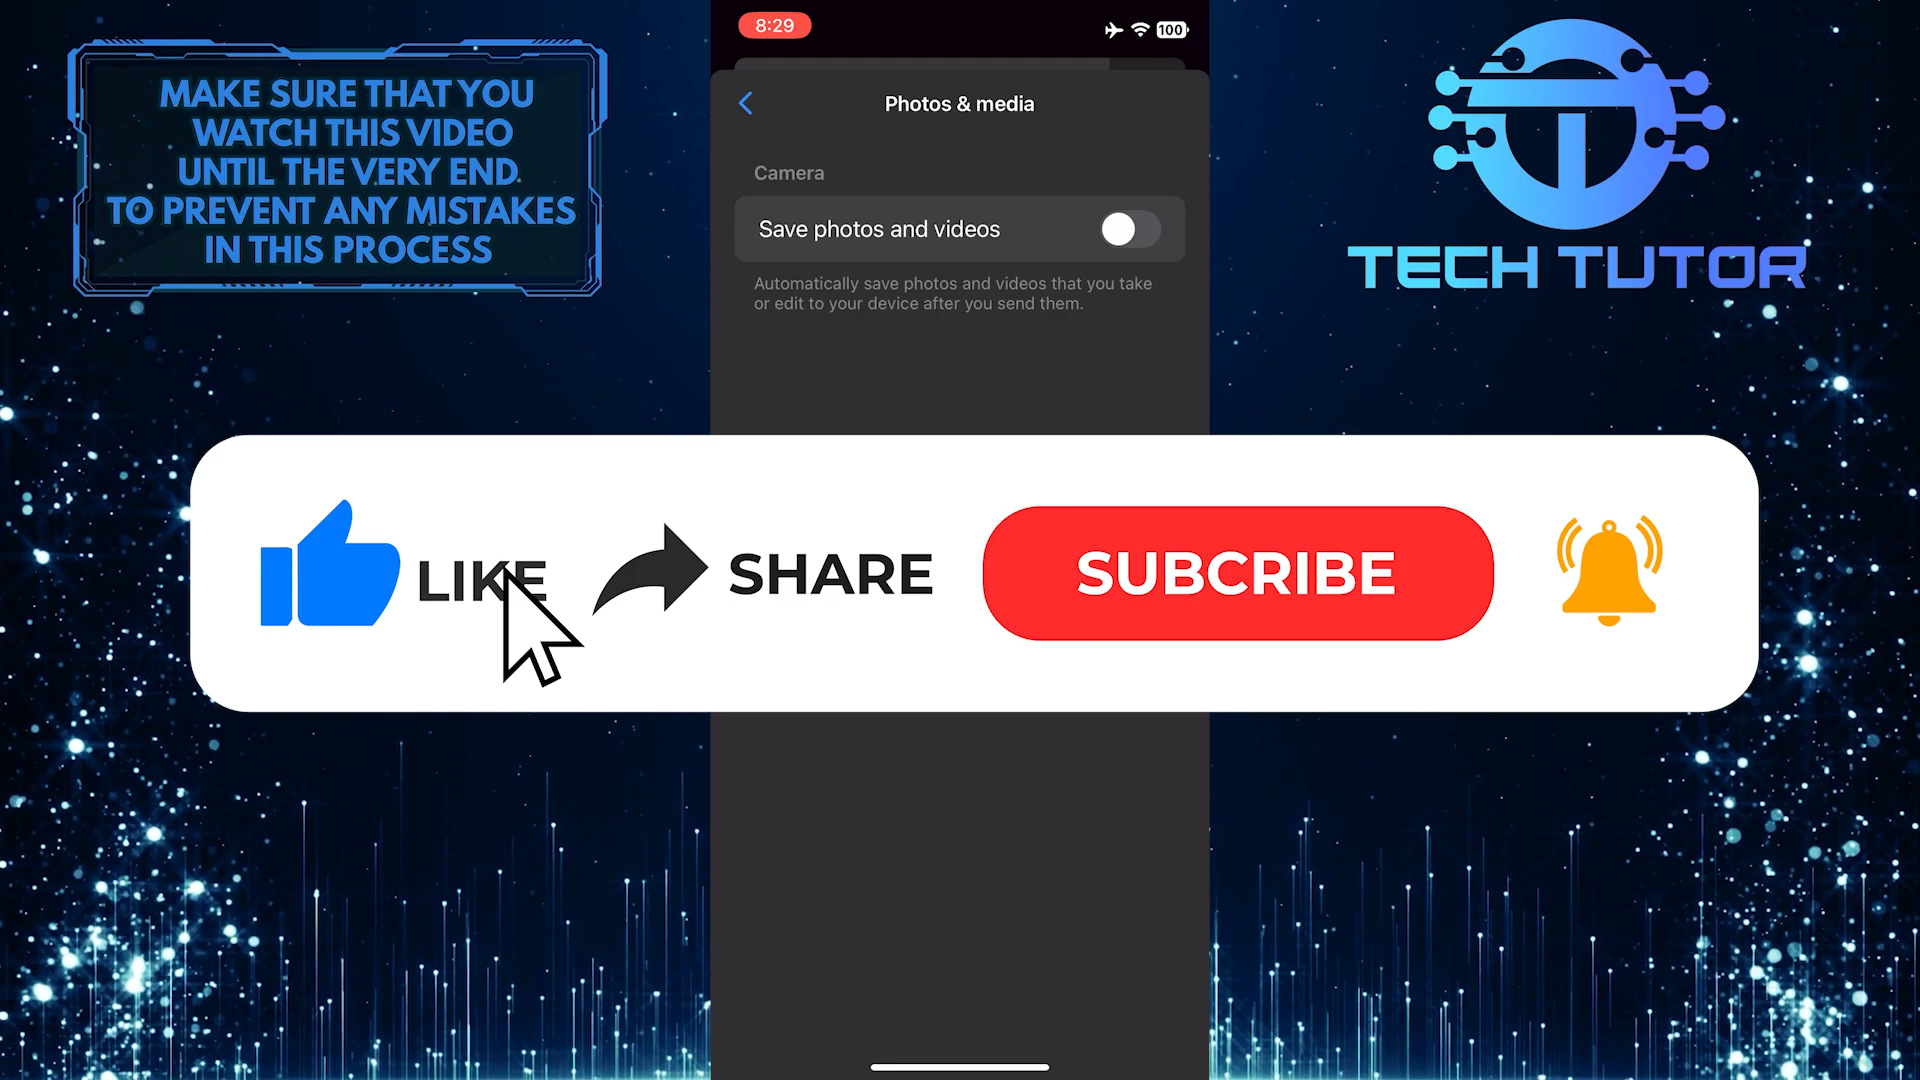 MAKE SURE THAT YOU
WATCH THIS VIDEO
UNTIL THE VERY END
TO PREVENT ANY MISTAKES
IN THIS PROCESS
8:29
100
Photos & media
Camera
Save photos and videos
Automatically save photos and videos that you take
or edit to your device after you send them.
TECH TUTOR
LIKE
SHARE
SUBCRIBE